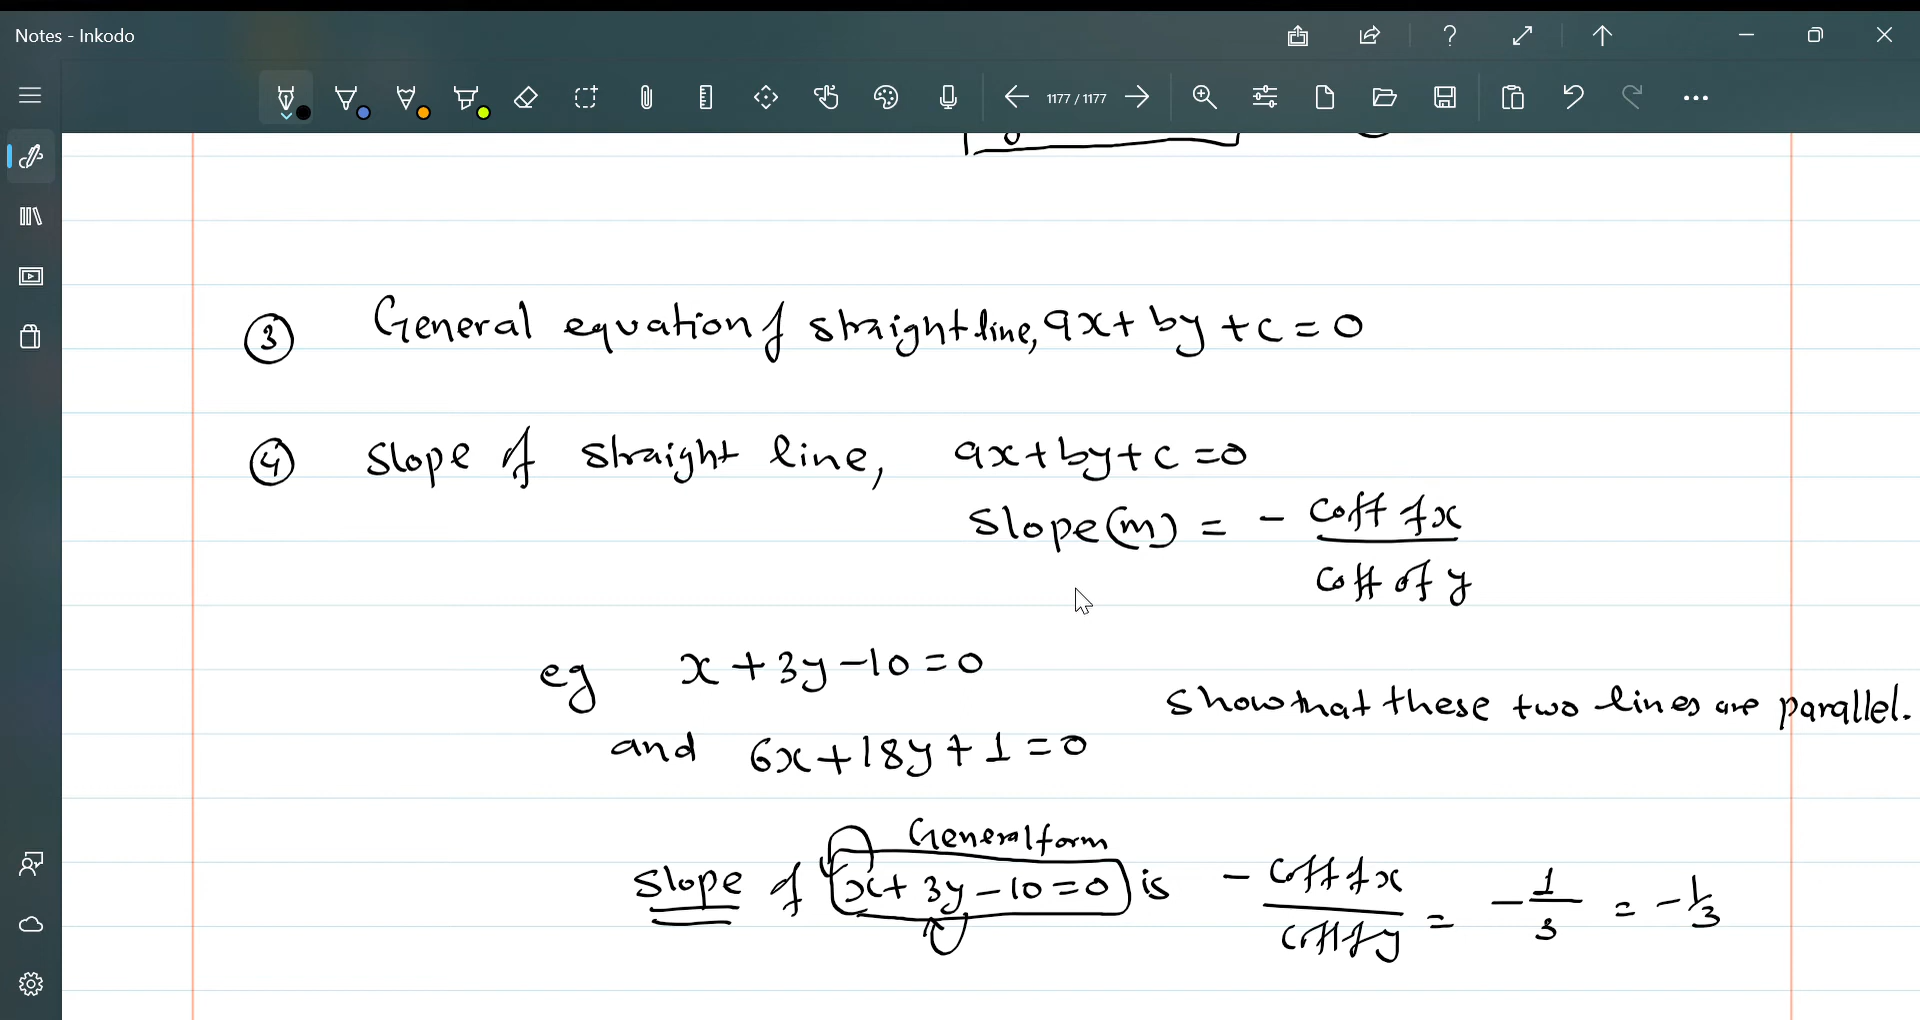 Notes - Inkodo
1177 / 1177
③ General equation of straight line, ax + by + c = 0
④ Slope of straight line, ax + by + c = 0
Slope(m) = - coff of x / coff of y
eg x + 3y - 10 = 0
Show that these two lines are parallel.
and 6x + 18y + 1 = 0
General form
Slope of x + 3y - 10 = 0 is - coff of x / coff of y = - 1/3 = - 1/3